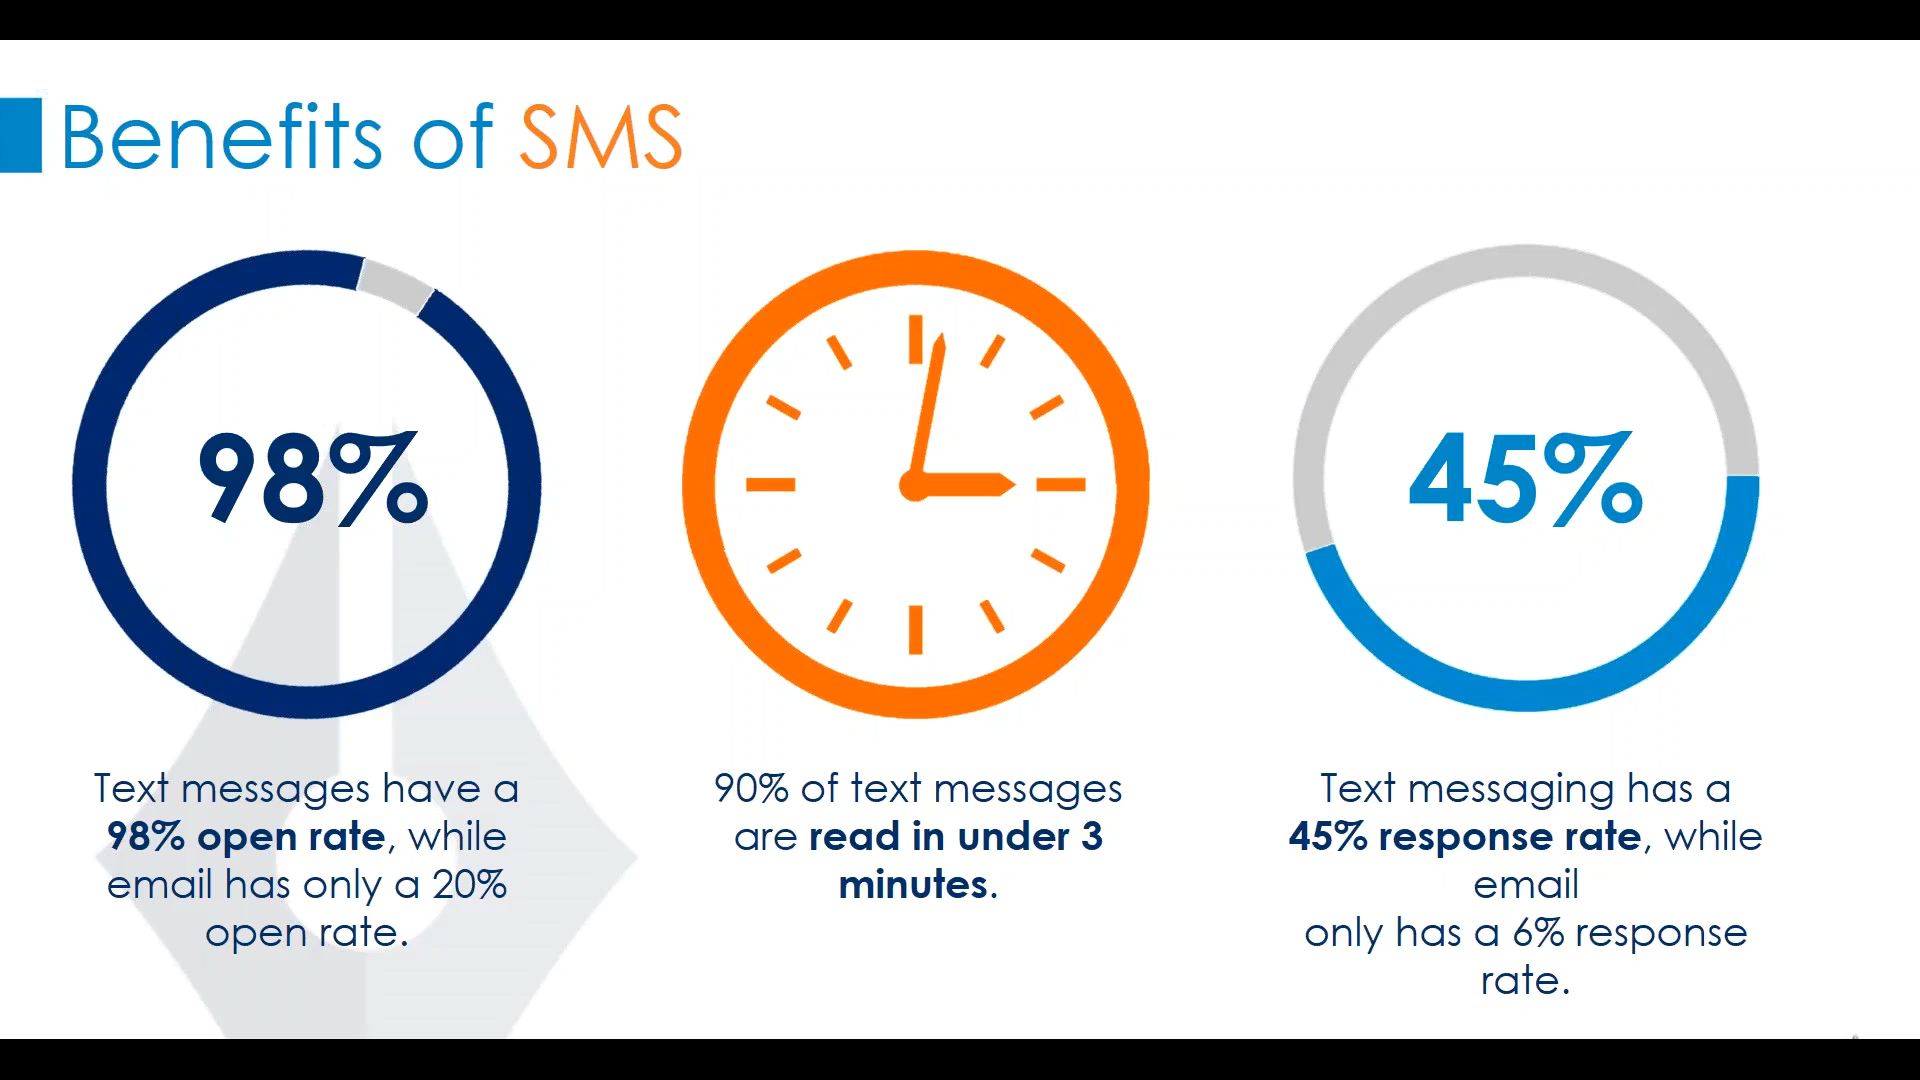 Benefits of SMS
98%
Text messages have a
98% open rate, while
email has only a 20%
open rate.
90% of text messages
are read in under 3
minutes.
45%
Text messaging has a
45% response rate, while
email
only has a 6% response
rate.